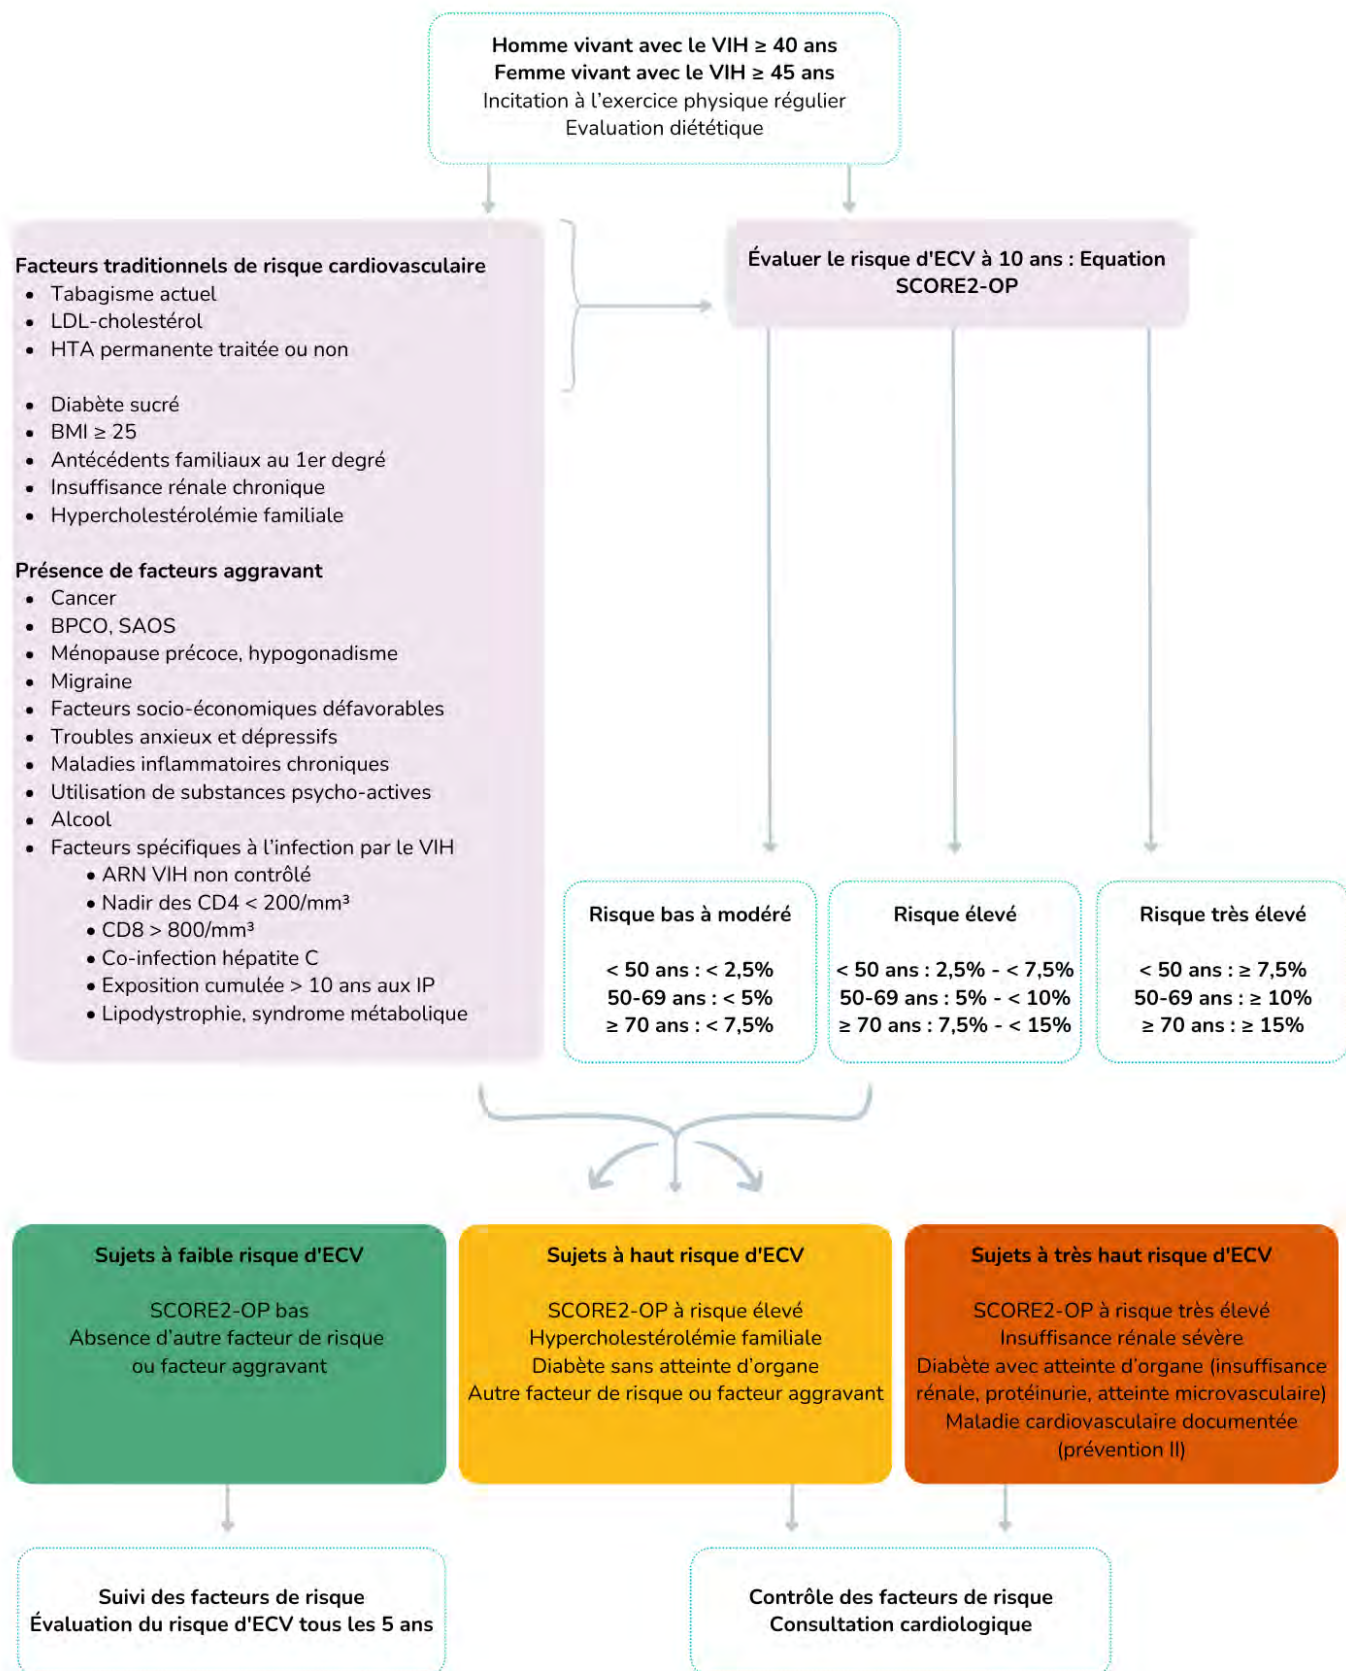 Homme vivant avec le VIH ≥ 40 ans
Femme vivant avec le VIH ≥ 45 ans
Incitation à l'exercice physique régulier
Evaluation diététique
Facteurs traditionnels de risque cardiovasculaire
• Tabagisme actuel
• LDL-cholestérol
• HTA permanente traitée ou non
• Diabète sucré
• BMI ≥ 25
• Antécédents familiaux au 1er degré
• Insuffisance rénale chronique
• Hypercholestérolémie familiale
Présence de facteurs aggravant
• Cancer
• BPCO, SAOS
• Ménopause précoce, hypogonadisme
• Migraine
• Facteurs socio-économiques défavorables
• Troubles anxieux et dépressifs
• Maladies inflammatoires chroniques
• Utilisation de substances psycho-actives
• Alcool
• Facteurs spécifiques à l'infection par le VIH
• ARN VIH non contrôlé
• Nadir des CD4 < 200/mm³
• CD8 > 800/mm³
• Co-infection hépatite C
• Exposition cumulée > 10 ans aux IP
• Lipodystrophie, syndrome métabolique
Évaluer le risque d'ECV à 10 ans : Equation
SCORE2-OP
Risque bas à modéré
< 50 ans : < 2,5%
50-69 ans : < 5%
≥ 70 ans : < 7,5%
Risque élevé
< 50 ans : 2,5% - < 7,5%
50-69 ans : 5% - < 10%
≥ 70 ans : 7,5% - < 15%
Risque très élevé
< 50 ans : ≥ 7,5%
50-69 ans : ≥ 10%
≥ 70 ans : ≥ 15%
Sujets à faible risque d'ECV
SCORE2-OP bas
Absence d'autre facteur de risque
ou facteur aggravant
Sujets à haut risque d'ECV
SCORE2-OP à risque élevé
Hypercholestérolémie familiale
Diabète sans atteinte d'organe
Autre facteur de risque ou facteur aggravant
Sujets à très haut risque d'ECV
SCORE2-OP à risque très élevé
Insuffisance rénale sévère
Diabète avec atteinte d'organe (insuffisance
rénale, protéinurie, atteinte microvasculaire)
Maladie cardiovasculaire documentée
(prévention II)
Suivi des facteurs de risque
Évaluation du risque d'ECV tous les 5 ans
Contrôle des facteurs de risque
Consultation cardiologique